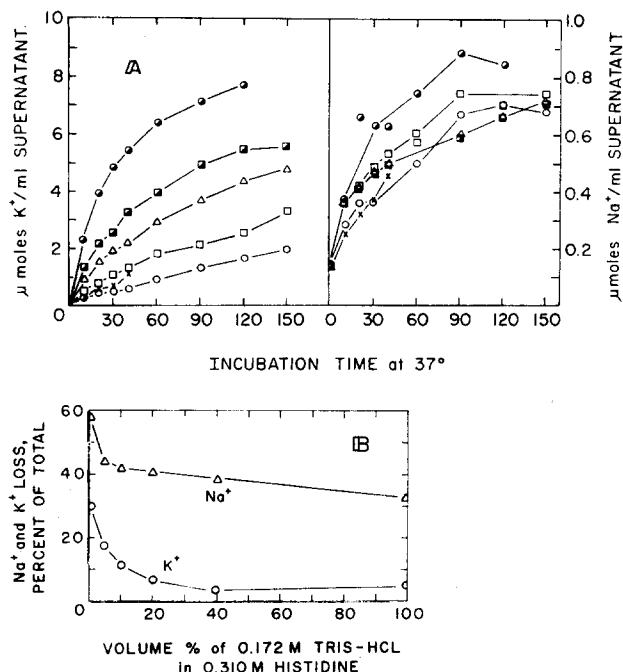 A
10
8
6
4
2
0
μ moles K⁺/ml SUPERNATANT.
0 30 60 90 120 150
1.0
0.8
0.6
0.4
0.2
μmoles Na⁺/ml SUPERNATANT
0 30 60 90 120 150
INCUBATION TIME at 37°
B
60
40
20
0
Na⁺ and K⁺ LOSS,
PERCENT OF TOTAL
Na⁺
K⁺
0 20 40 60 80 100
VOLUME % of 0.172 M TRIS-HCL
in 0.310 M HISTIDINE